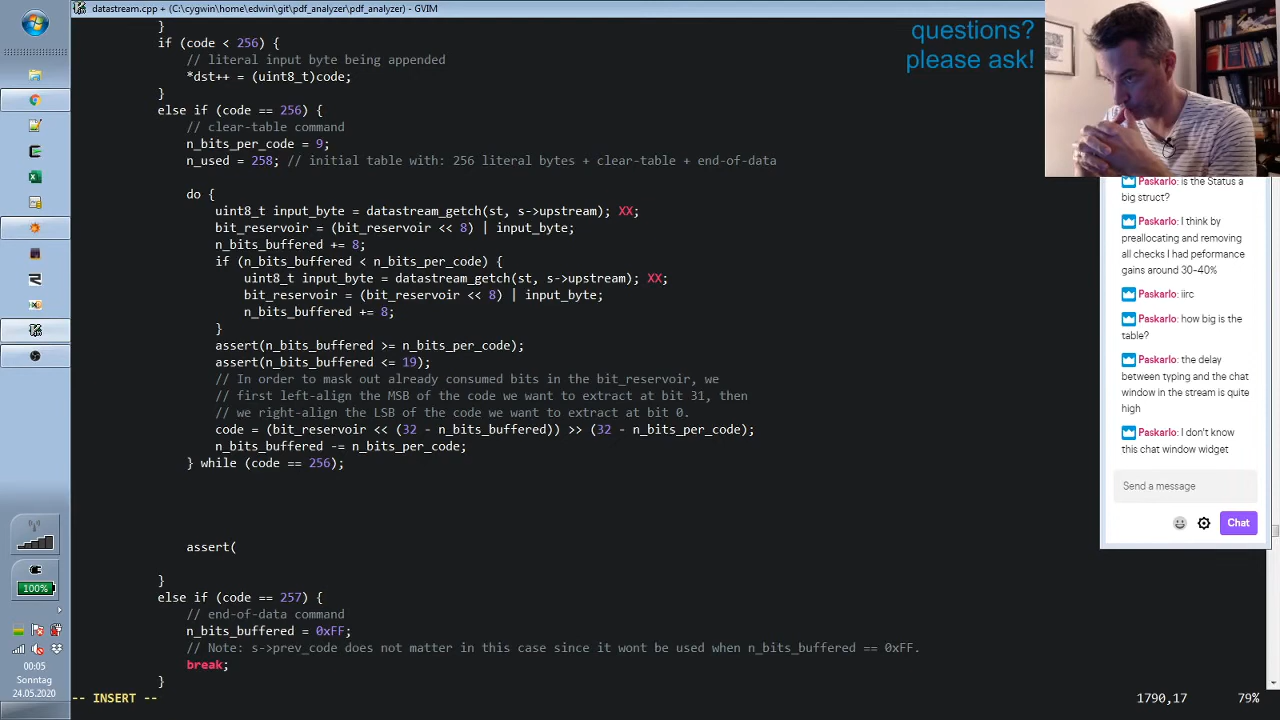 datastream.cpp + (C:\cygwin\home\edwin\git\pdf_analyzer\pdf_analyzer) - GVIM
}
if (code < 256) {
// literal input byte being appended
*dst++ = (uint8_t)code;
}
else if (code == 256) {
// clear-table command
n_bits_per_code = 9;
n_used = 258; // initial table with: 256 literal bytes + clear-table + end-of-data
do {
uint8_t input_byte = datastream_getch(st, s->upstream); XX;
bit_reservoir = (bit_reservoir << 8) | input_byte;
n_bits_buffered += 8;
if (n_bits_buffered < n_bits_per_code) {
uint8_t input_byte = datastream_getch(st, s->upstream); XX;
bit_reservoir = (bit_reservoir << 8) | input_byte;
n_bits_buffered += 8;
}
assert(n_bits_buffered >= n_bits_per_code);
assert(n_bits_buffered <= 19);
// In order to mask out already consumed bits in the bit_reservoir, we
// first left-align the MSB of the code we want to extract at bit 31, then
// we right-align the LSB of the code we want to extract at bit 0.
code = (bit_reservoir << (32 - n_bits_buffered)) >> (32 - n_bits_per_code);
n_bits_buffered -= n_bits_per_code;
} while (code == 256);
assert(
}
else if (code == 257) {
// end-of-data command
n_bits_buffered = 0xFF;
// Note: s->prev_code does not matter in this case since it wont be used when n_bits_buffered == 0xFF.
break;
}
-- INSERT --
1790,17
79%
questions?
please ask!
Paskarlo: is the Status a
big struct?
Paskarlo: I think by
preallocating and removing
all checks I had peformance
gains around 30-40%
Paskarlo: iirc
Paskarlo: how big is the
table?
Paskarlo: the delay
between typing and the chat
window in the stream is quite
high
Paskarlo: I don't know
this chat window widget
Send a message
Chat
100%
00:05
Sonntag
24.05.2020